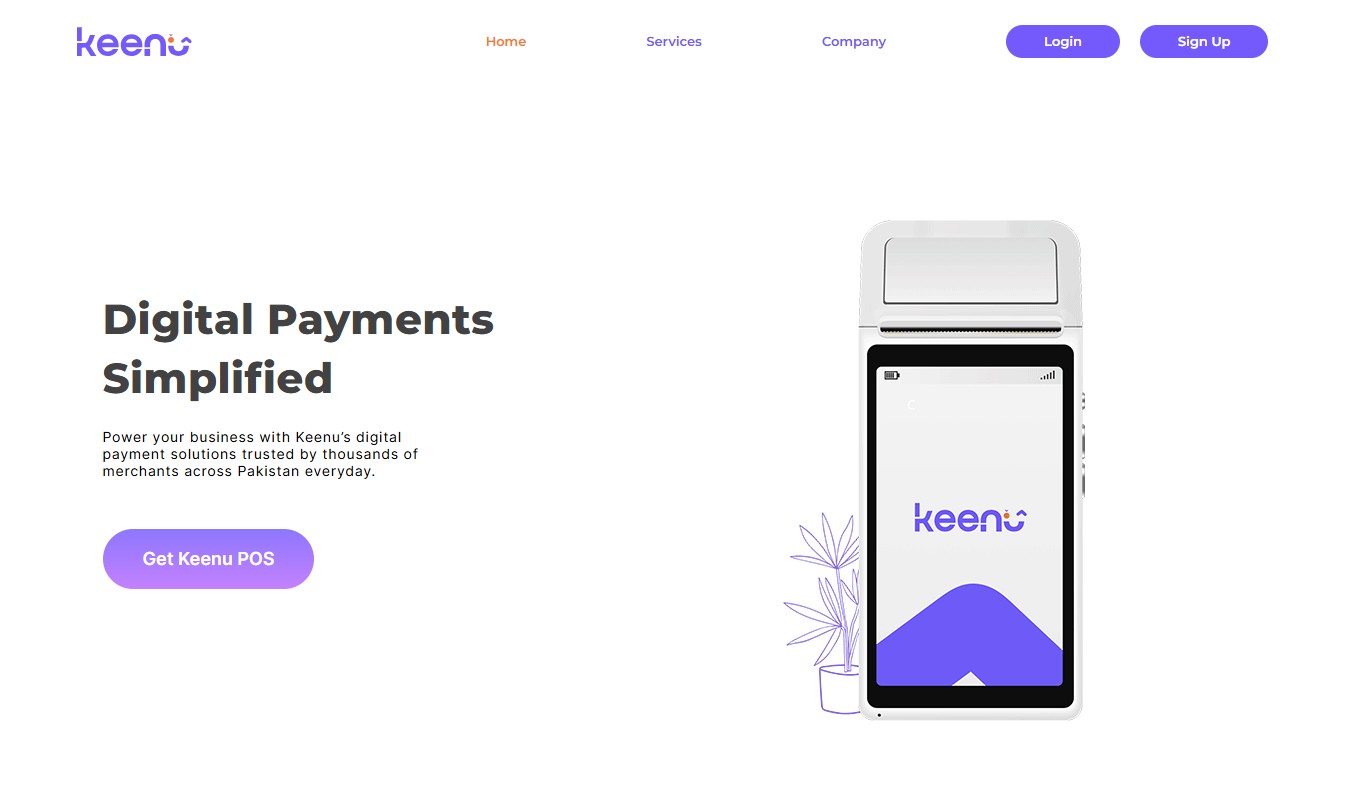 keenu
Home
Services
Company
Login
Sign Up
Digital Payments
Simplified
Power your business with Keenu’s digital
payment solutions trusted by thousands of
merchants across Pakistan everyday.
Get Keenu POS
keenu